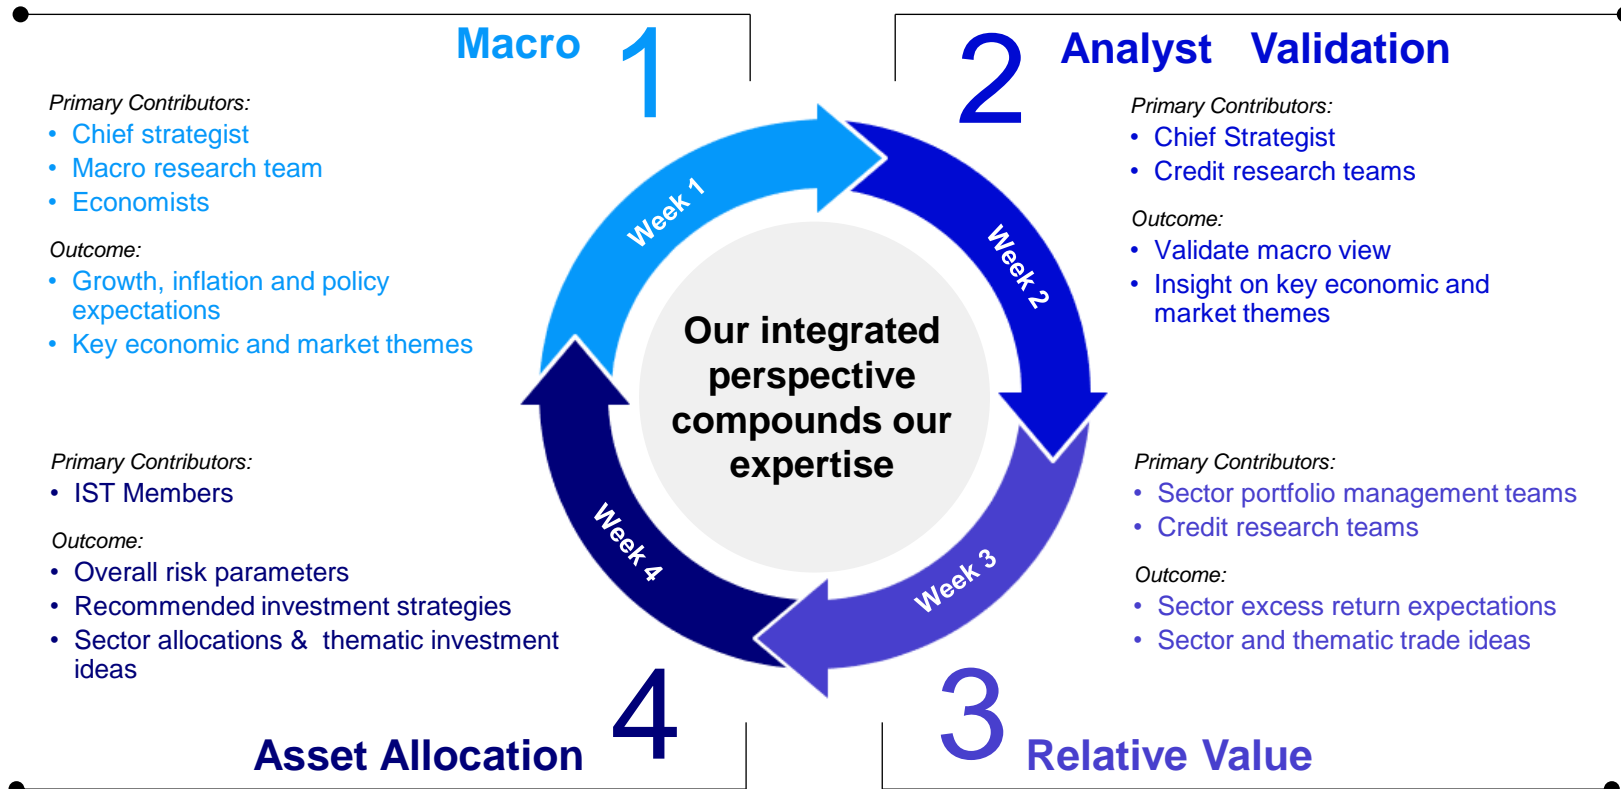 Macro 1
Primary Contributors:
• Chief strategist
• Macro research team
• Economists
Outcome:
• Growth, inflation and policy
expectations
• Key economic and market themes
2 Analyst Validation
Primary Contributors:
• Chief Strategist
• Credit research teams
Outcome:
• Validate macro view
• Insight on key economic and
market themes
Week 1
Week 2
Our integrated
perspective
compounds our
expertise
Week 4
Week 3
Primary Contributors:
• IST Members
Outcome:
• Overall risk parameters
• Recommended investment strategies
• Sector allocations & thematic investment
ideas
Asset Allocation 4
Primary Contributors:
• Sector portfolio management teams
• Credit research teams
Outcome:
• Sector excess return expectations
• Sector and thematic trade ideas
3 Relative Value